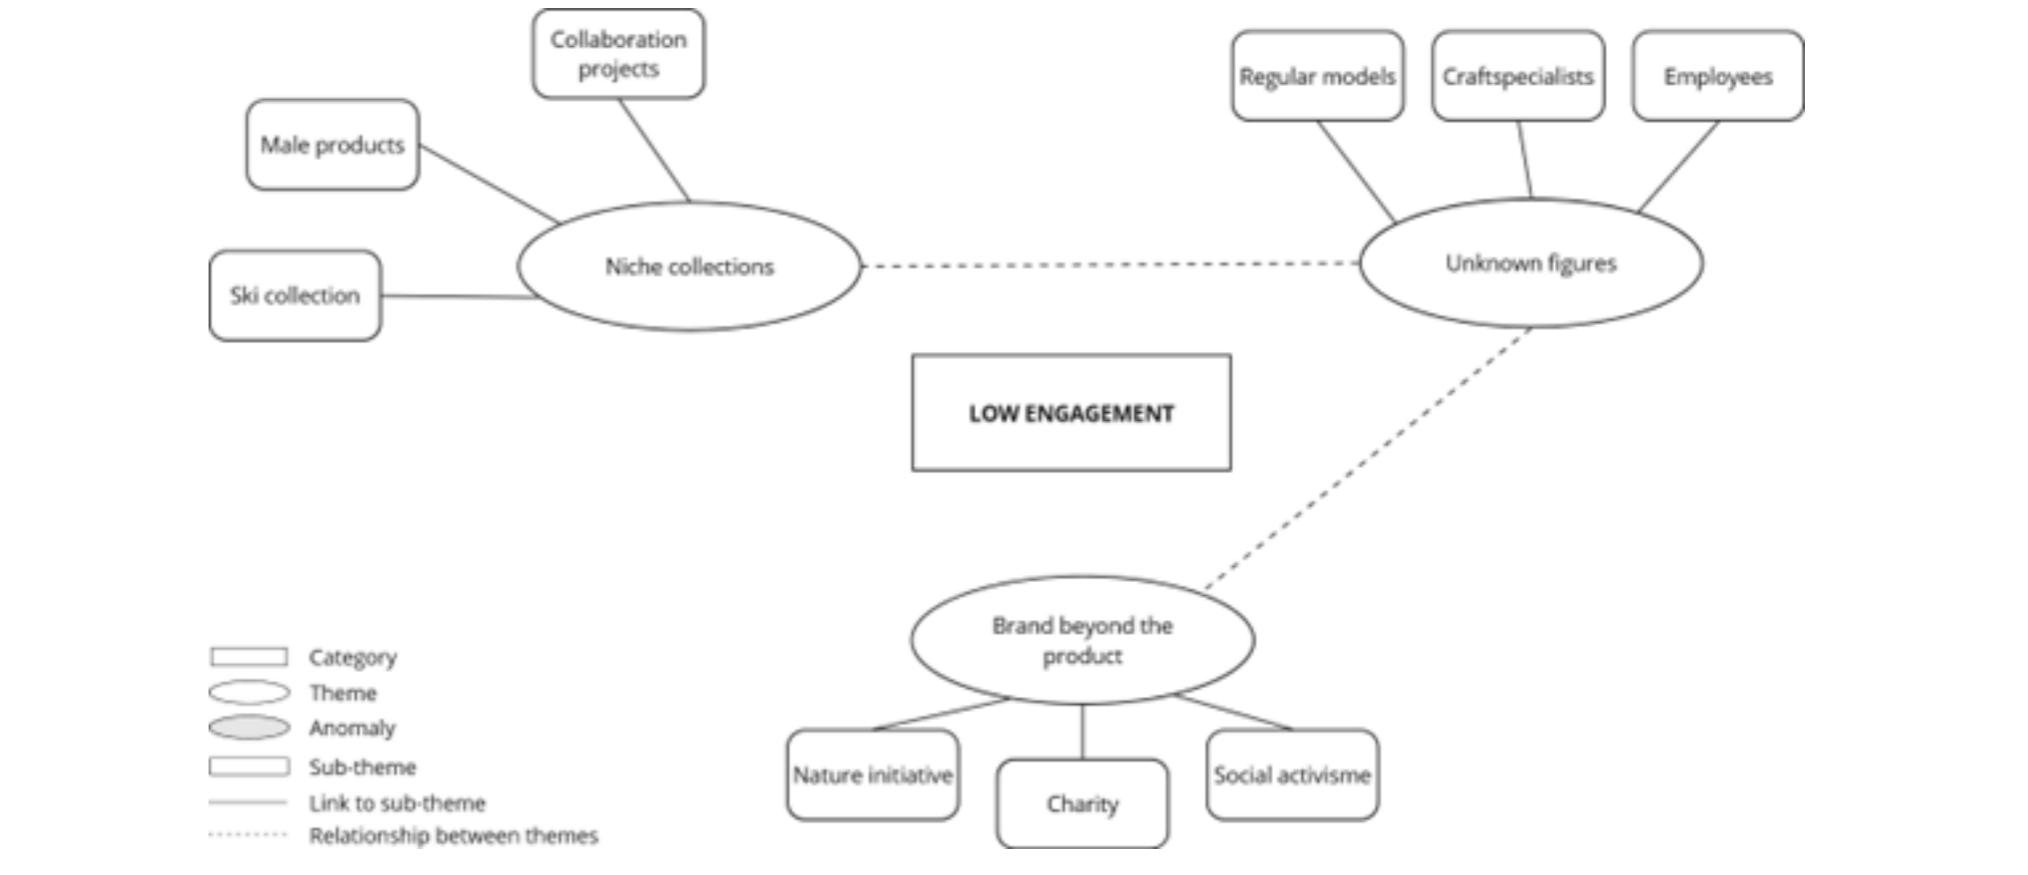 Collaboration
projects
Regular models
Craftspecialists
Employees
Male products
Niche collections
Unknown figures
Ski collection
LOW ENGAGEMENT
Brand beyond the
product
Nature initiative
Charity
Social activisme
Category
Theme
Anomaly
Sub-theme
Link to sub-theme
Relationship between themes